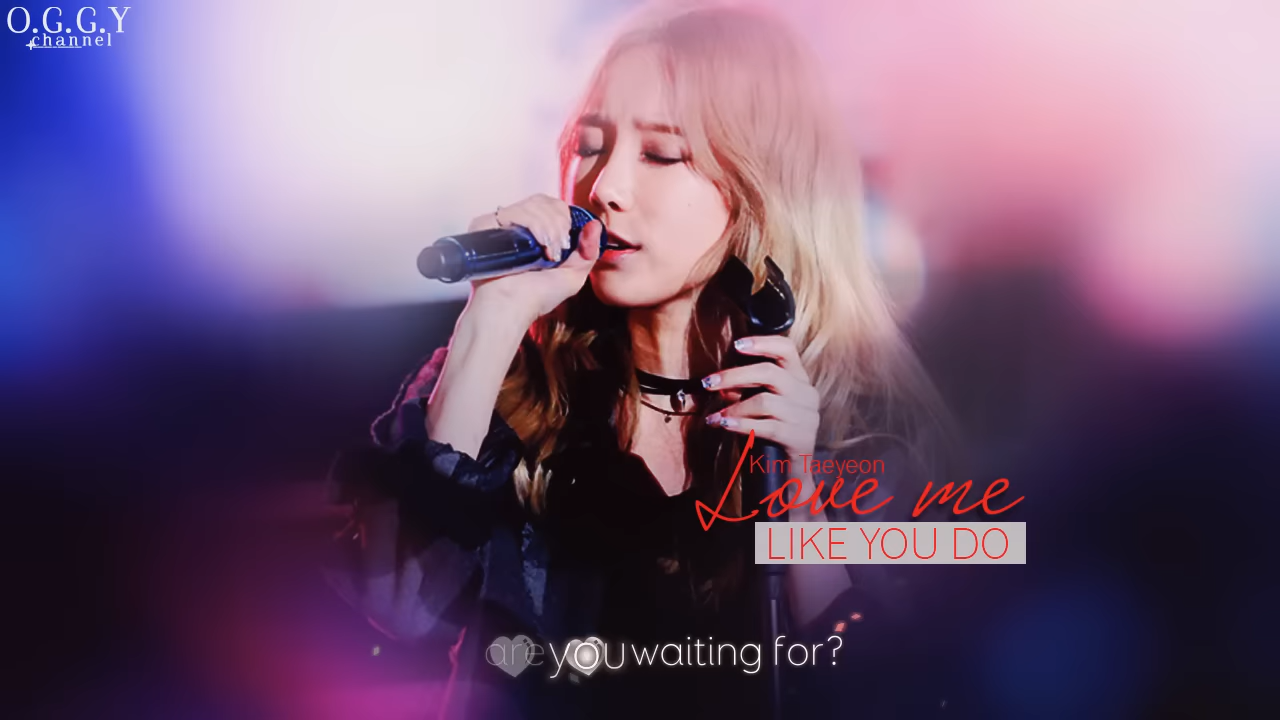 O.G.G.Y
channel
Kim Taeyeon
Love me
LIKE YOU DO
are you waiting for?